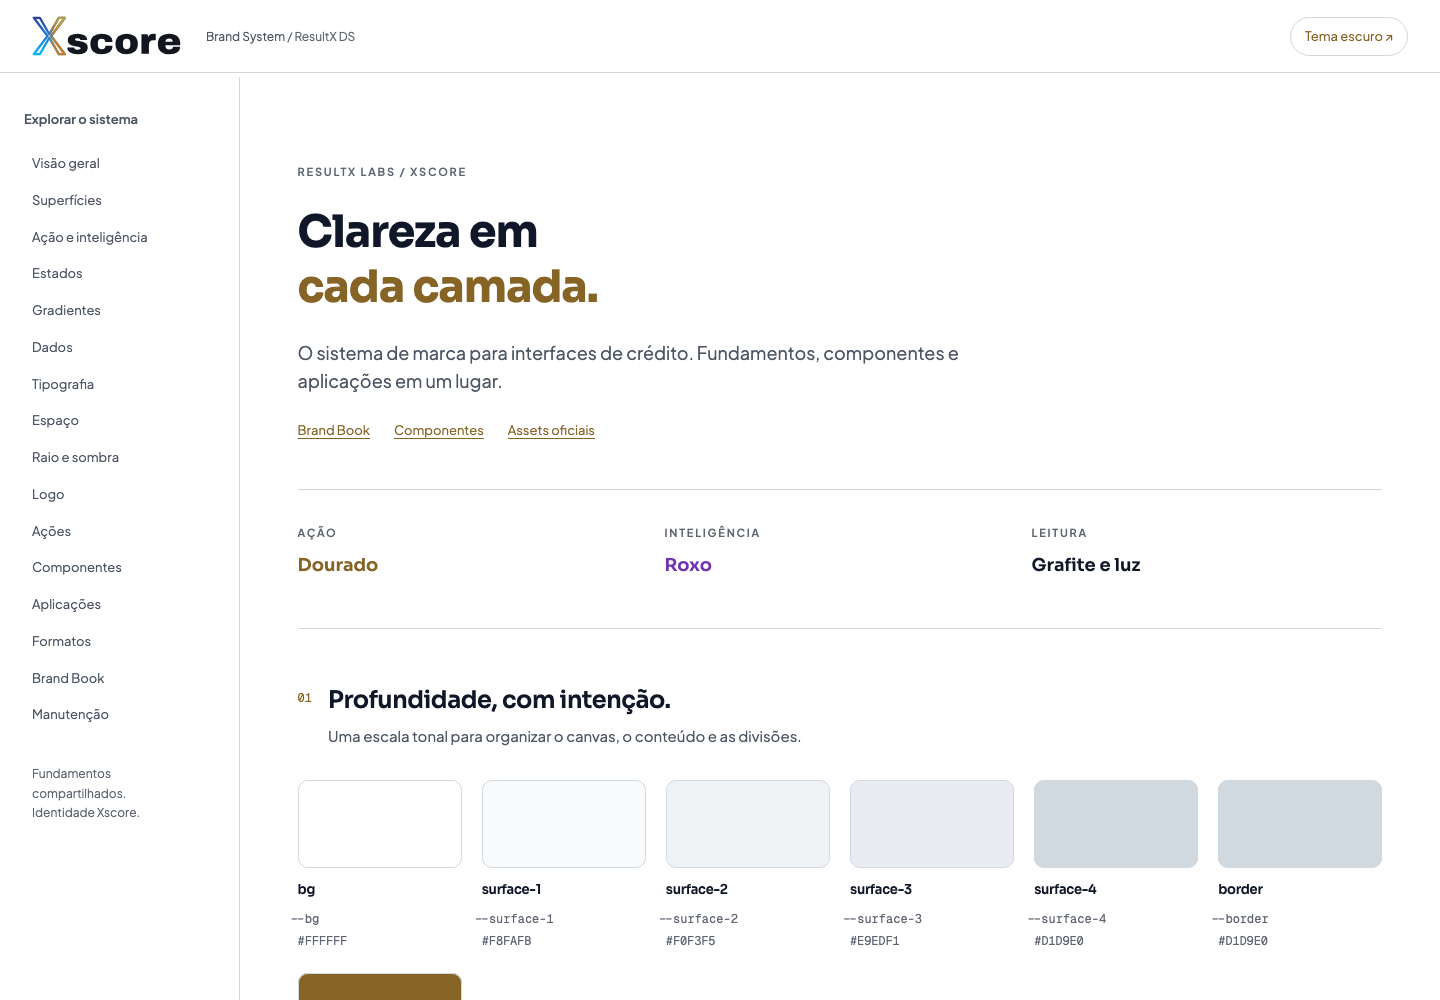 Xscore
Brand System / ResultX DS
Tema escuro ↗
Explorar o sistema
Visão geral
Superfícies
Ação e inteligência
Estados
Gradientes
Dados
Tipografia
Espaço
Raio e sombra
Logo
Ações
Componentes
Aplicações
Formatos
Brand Book
Manutenção
Fundamentos
compartilhados.
Identidade Xscore.
RESULTX LABS / XSCORE
Clareza em
cada camada.
O sistema de marca para interfaces de crédito. Fundamentos, componentes e
aplicações em um lugar.
Brand Book Componentes Assets oficiais
AÇÃO
Dourado
INTELIGÊNCIA
Roxo
LEITURA
Grafite e luz
01 Profundidade, com intenção.
Uma escala tonal para organizar o canvas, o conteúdo e as divisões.
bg
--bg
#FFFFFF
surface-1
--surface-1
#F8FAFB
surface-2
--surface-2
#F0F3F5
surface-3
--surface-3
#E9EDF1
surface-4
--surface-4
#D1D9E0
border
--border
#D1D9E0